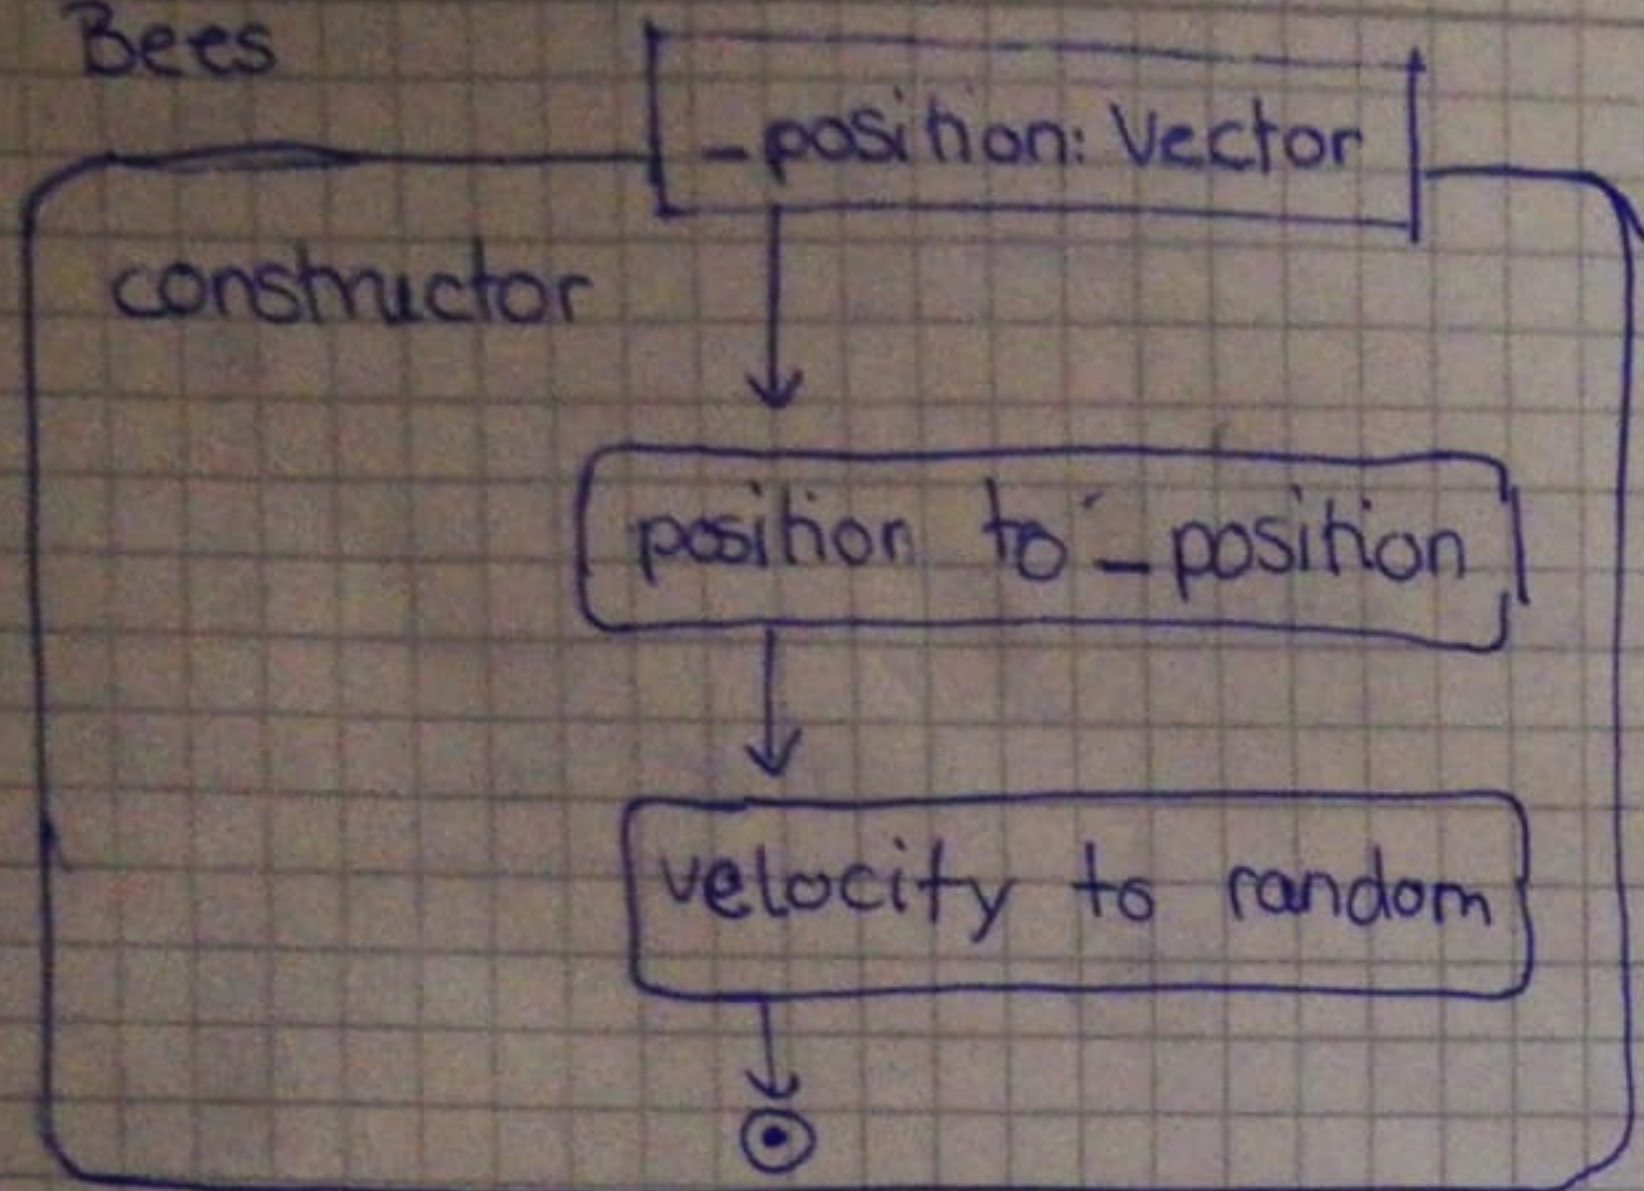 Bees
_position: Vector
constructor
position to _position
velocity to random